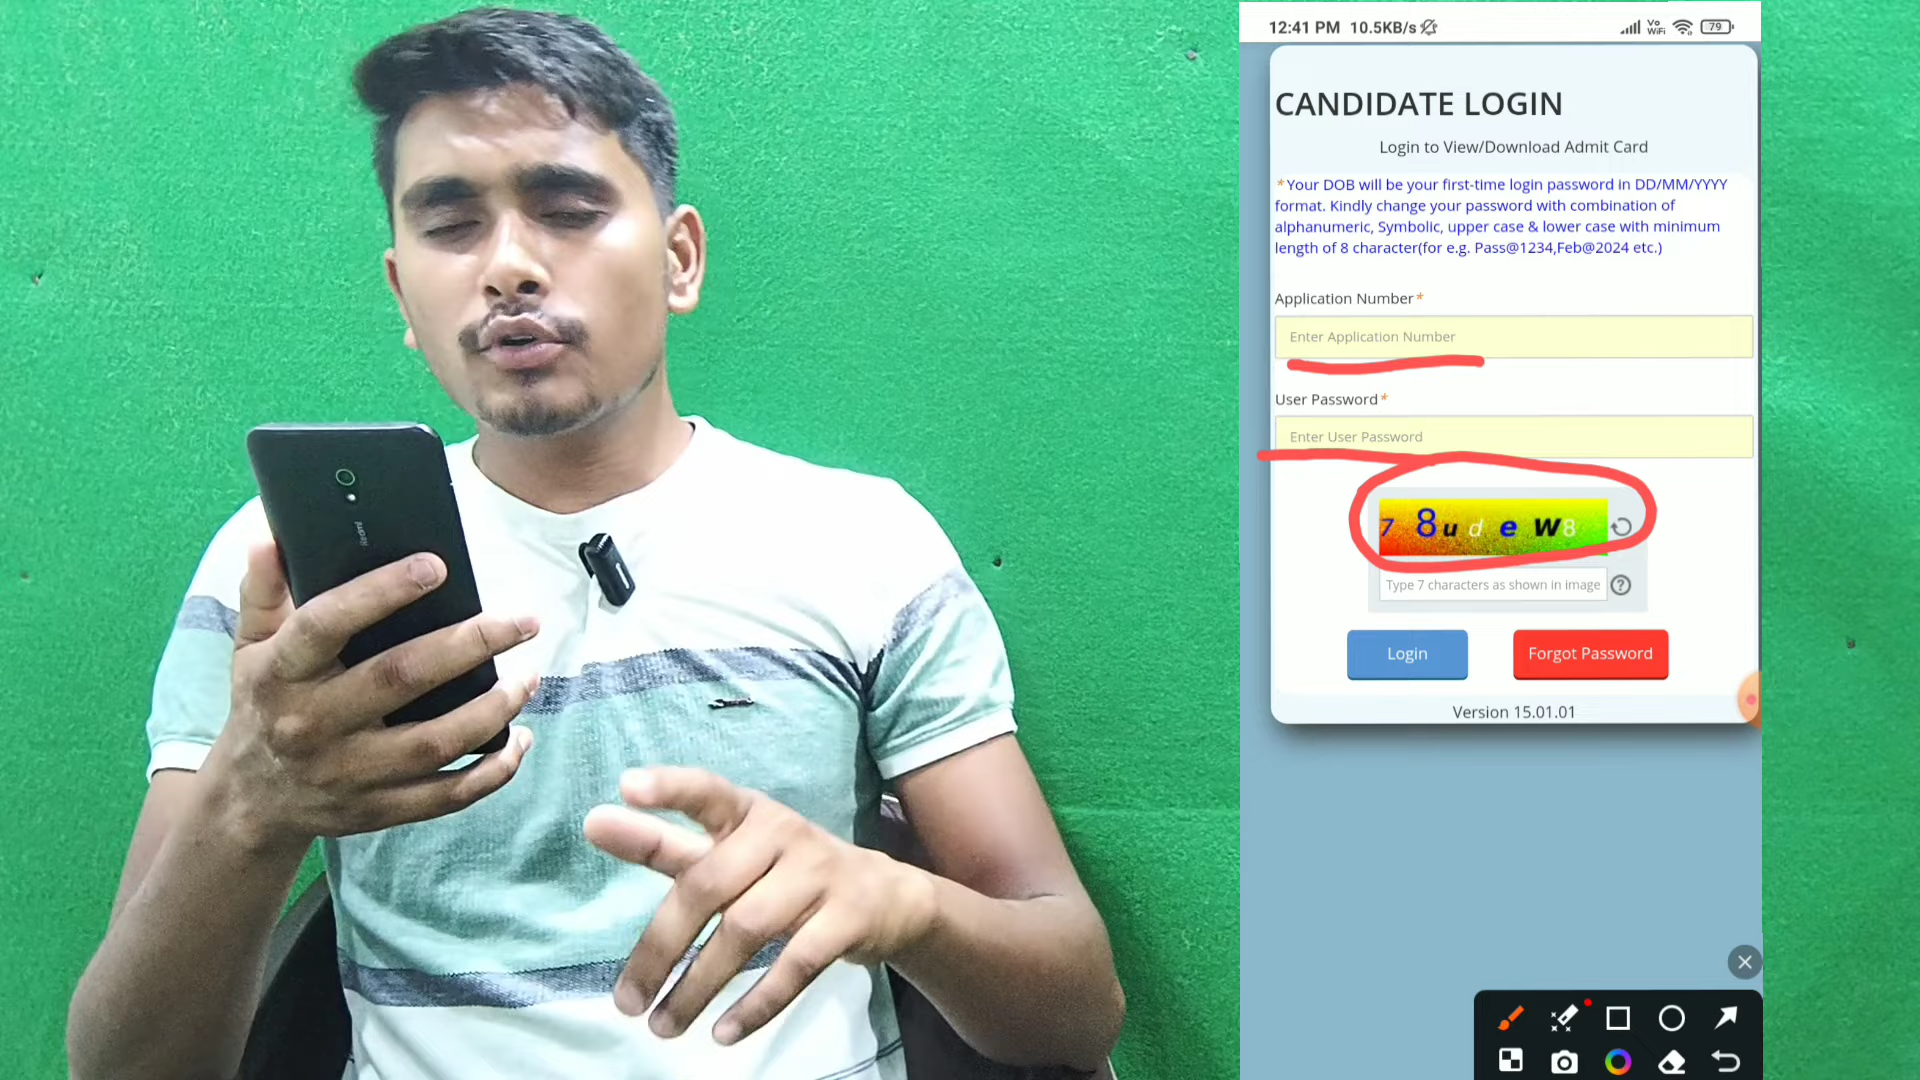 12:41 PM 10.5KB/s Vo WiFi 79
CANDIDATE LOGIN
Login to View/Download Admit Card
*Your DOB will be your first-time login password in DD/MM/YYYY
format. Kindly change your password with combination of
alphanumeric, Symbolic, upper case & lower case with minimum
length of 8 character(for e.g. Pass@1234,Feb@2024 etc.)
Application Number*
Enter Application Number
User Password*
Enter User Password
7 8 u d e W 8
Type 7 characters as shown in image
Login Forgot Password
Version 15.01.01
Redmi